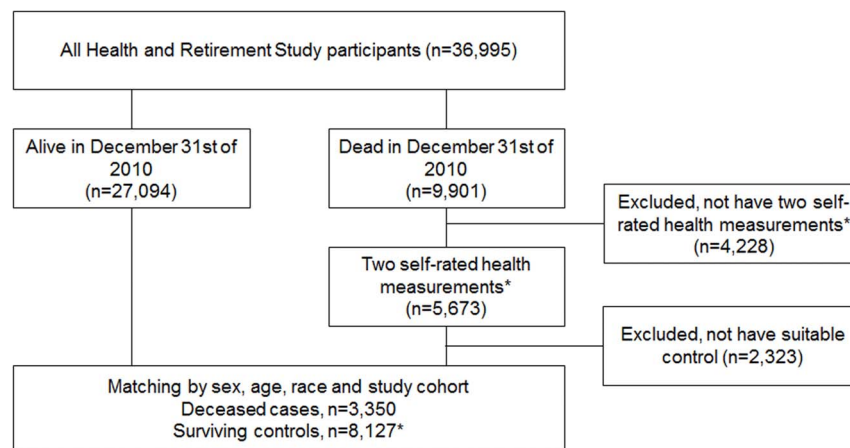 All Health and Retirement Study participants (n=36,995)
Alive in December 31st of
2010
(n=27,094)
Dead in December 31st of
2010
(n=9,901)
Excluded, not have two self-
rated health measurements*
(n=4,228)
Two self-rated health
measurements*
(n=5,673)
Excluded, not have suitable
control (n=2,323)
Matching by sex, age, race and study cohort
Deceased cases, n=3,350
Surviving controls, n=8,127*